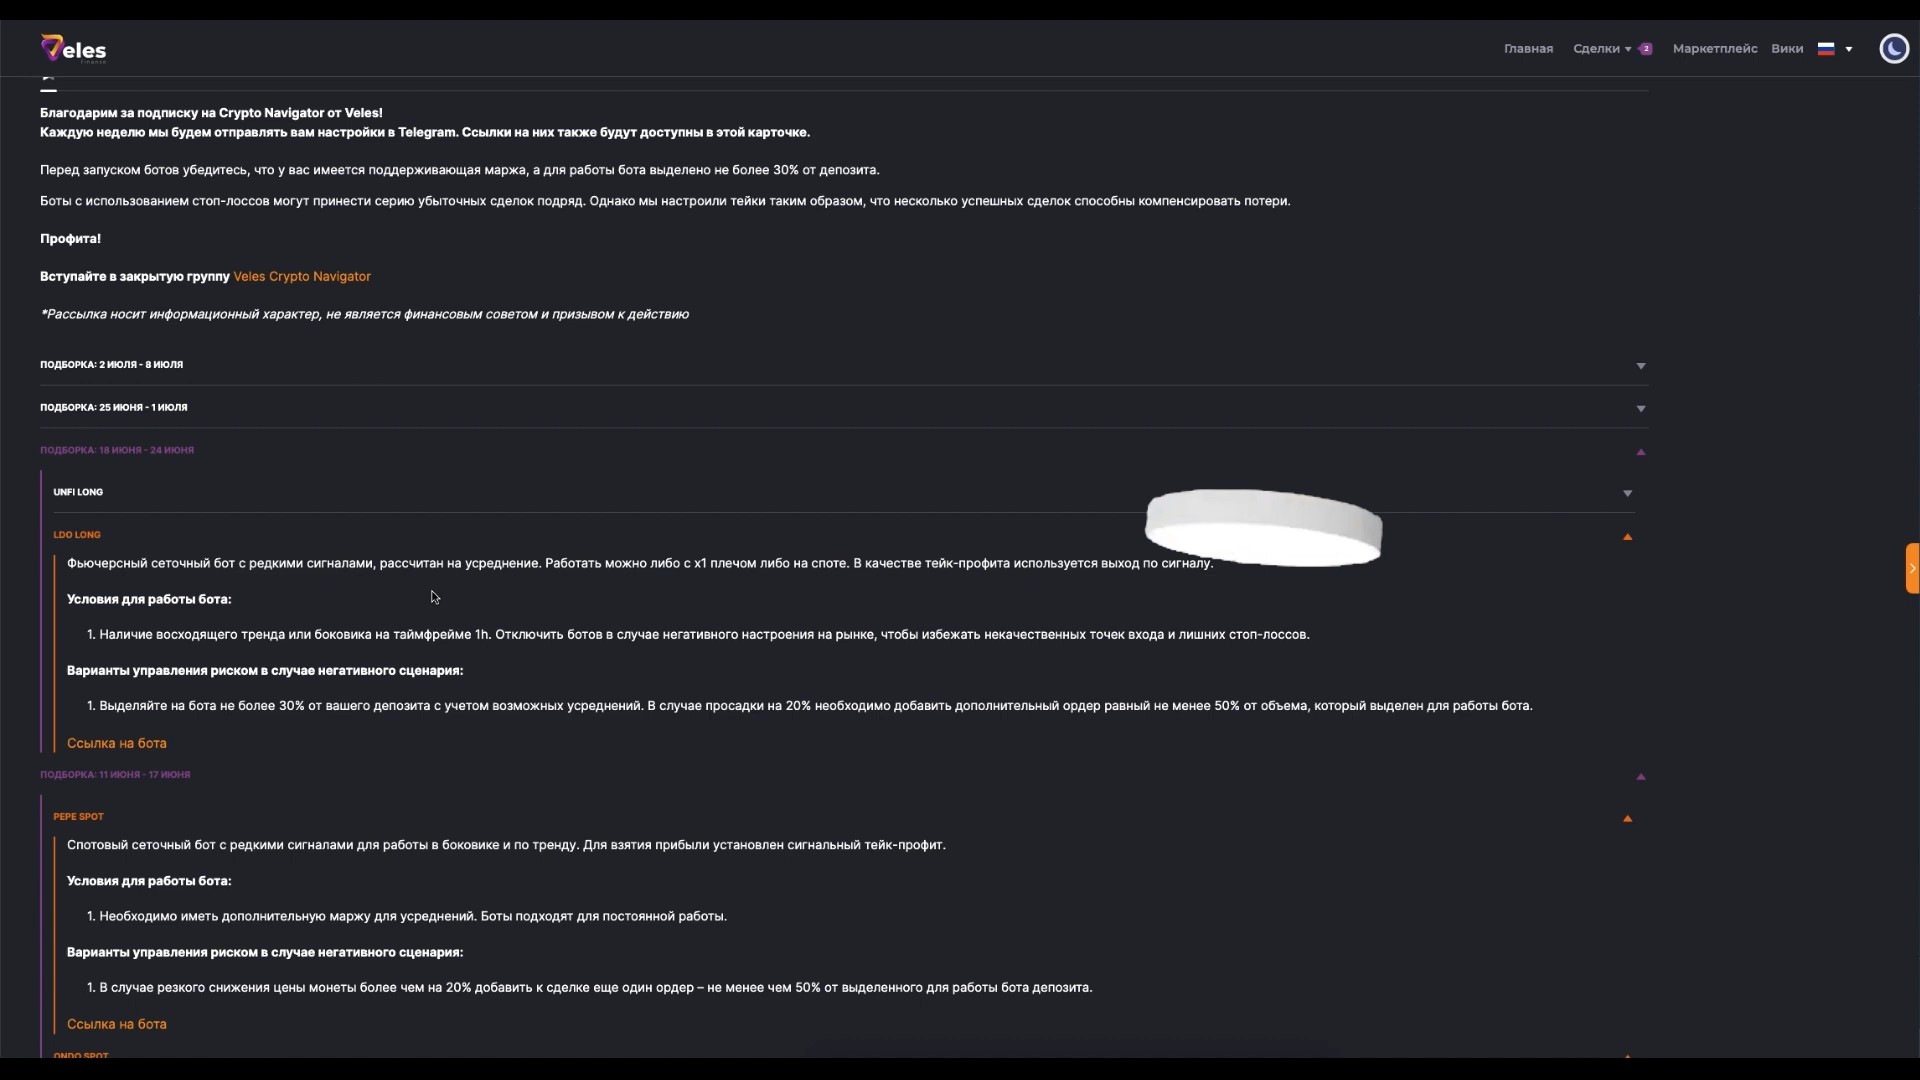 Veles
finance
Главная
Сделки
2
Маркетплейс
Вики
Благодарим за подписку на Crypto Navigator от Veles!
Каждую неделю мы будем отправлять вам настройки в Telegram. Ссылки на них также будут доступны в этой карточке.
Перед запуском ботов убедитесь, что у вас имеется поддерживающая маржа, а для работы бота выделено не более 30% от депозита.
Боты с использованием стоп-лоссов могут принести серию убыточных сделок подряд. Однако мы настроили тейки таким образом, что несколько успешных сделок способны компенсировать потери.
Профита!
Вступайте в закрытую группу Veles Crypto Navigator
*Рассылка носит информационный характер, не является финансовым советом и призывом к действию
ПОДБОРКА: 2 ИЮЛЯ - 8 ИЮЛЯ
ПОДБОРКА: 25 ИЮНЯ - 1 ИЮЛЯ
ПОДБОРКА: 18 ИЮНЯ - 24 ИЮНЯ
UNFI LONG
LDO LONG
Фьючерсный сеточный бот с редкими сигналами, рассчитан на усреднение. Работать можно либо с x1 плечом либо на споте. В качестве тейк-профита используется выход по сигналу.
Условия для работы бота:
1. Наличие восходящего тренда или боковика на таймфрейме 1h. Отключить ботов в случае негативного настроения на рынке, чтобы избежать некачественных точек входа и лишних стоп-лоссов.
Варианты управления риском в случае негативного сценария:
1. Выделяйте на бота не более 30% от вашего депозита с учетом возможных усреднений. В случае просадки на 20% необходимо добавить дополнительный ордер равный не менее 50% от объема, который выделен для работы бота.
Ссылка на бота
ПОДБОРКА: 11 ИЮНЯ - 17 ИЮНЯ
PEPE SPOT
Спотовый сеточный бот с редкими сигналами для работы в боковике и по тренду. Для взятия прибыли установлен сигнальный тейк-профит.
Условия для работы бота:
1. Необходимо иметь дополнительную маржу для усреднений. Боты подходят для постоянной работы.
Варианты управления риском в случае негативного сценария:
1. В случае резкого снижения цены монеты более чем на 20% добавить к сделке еще один ордер – не менее чем 50% от выделенного для работы бота депозита.
Ссылка на бота
ONDO SPOT